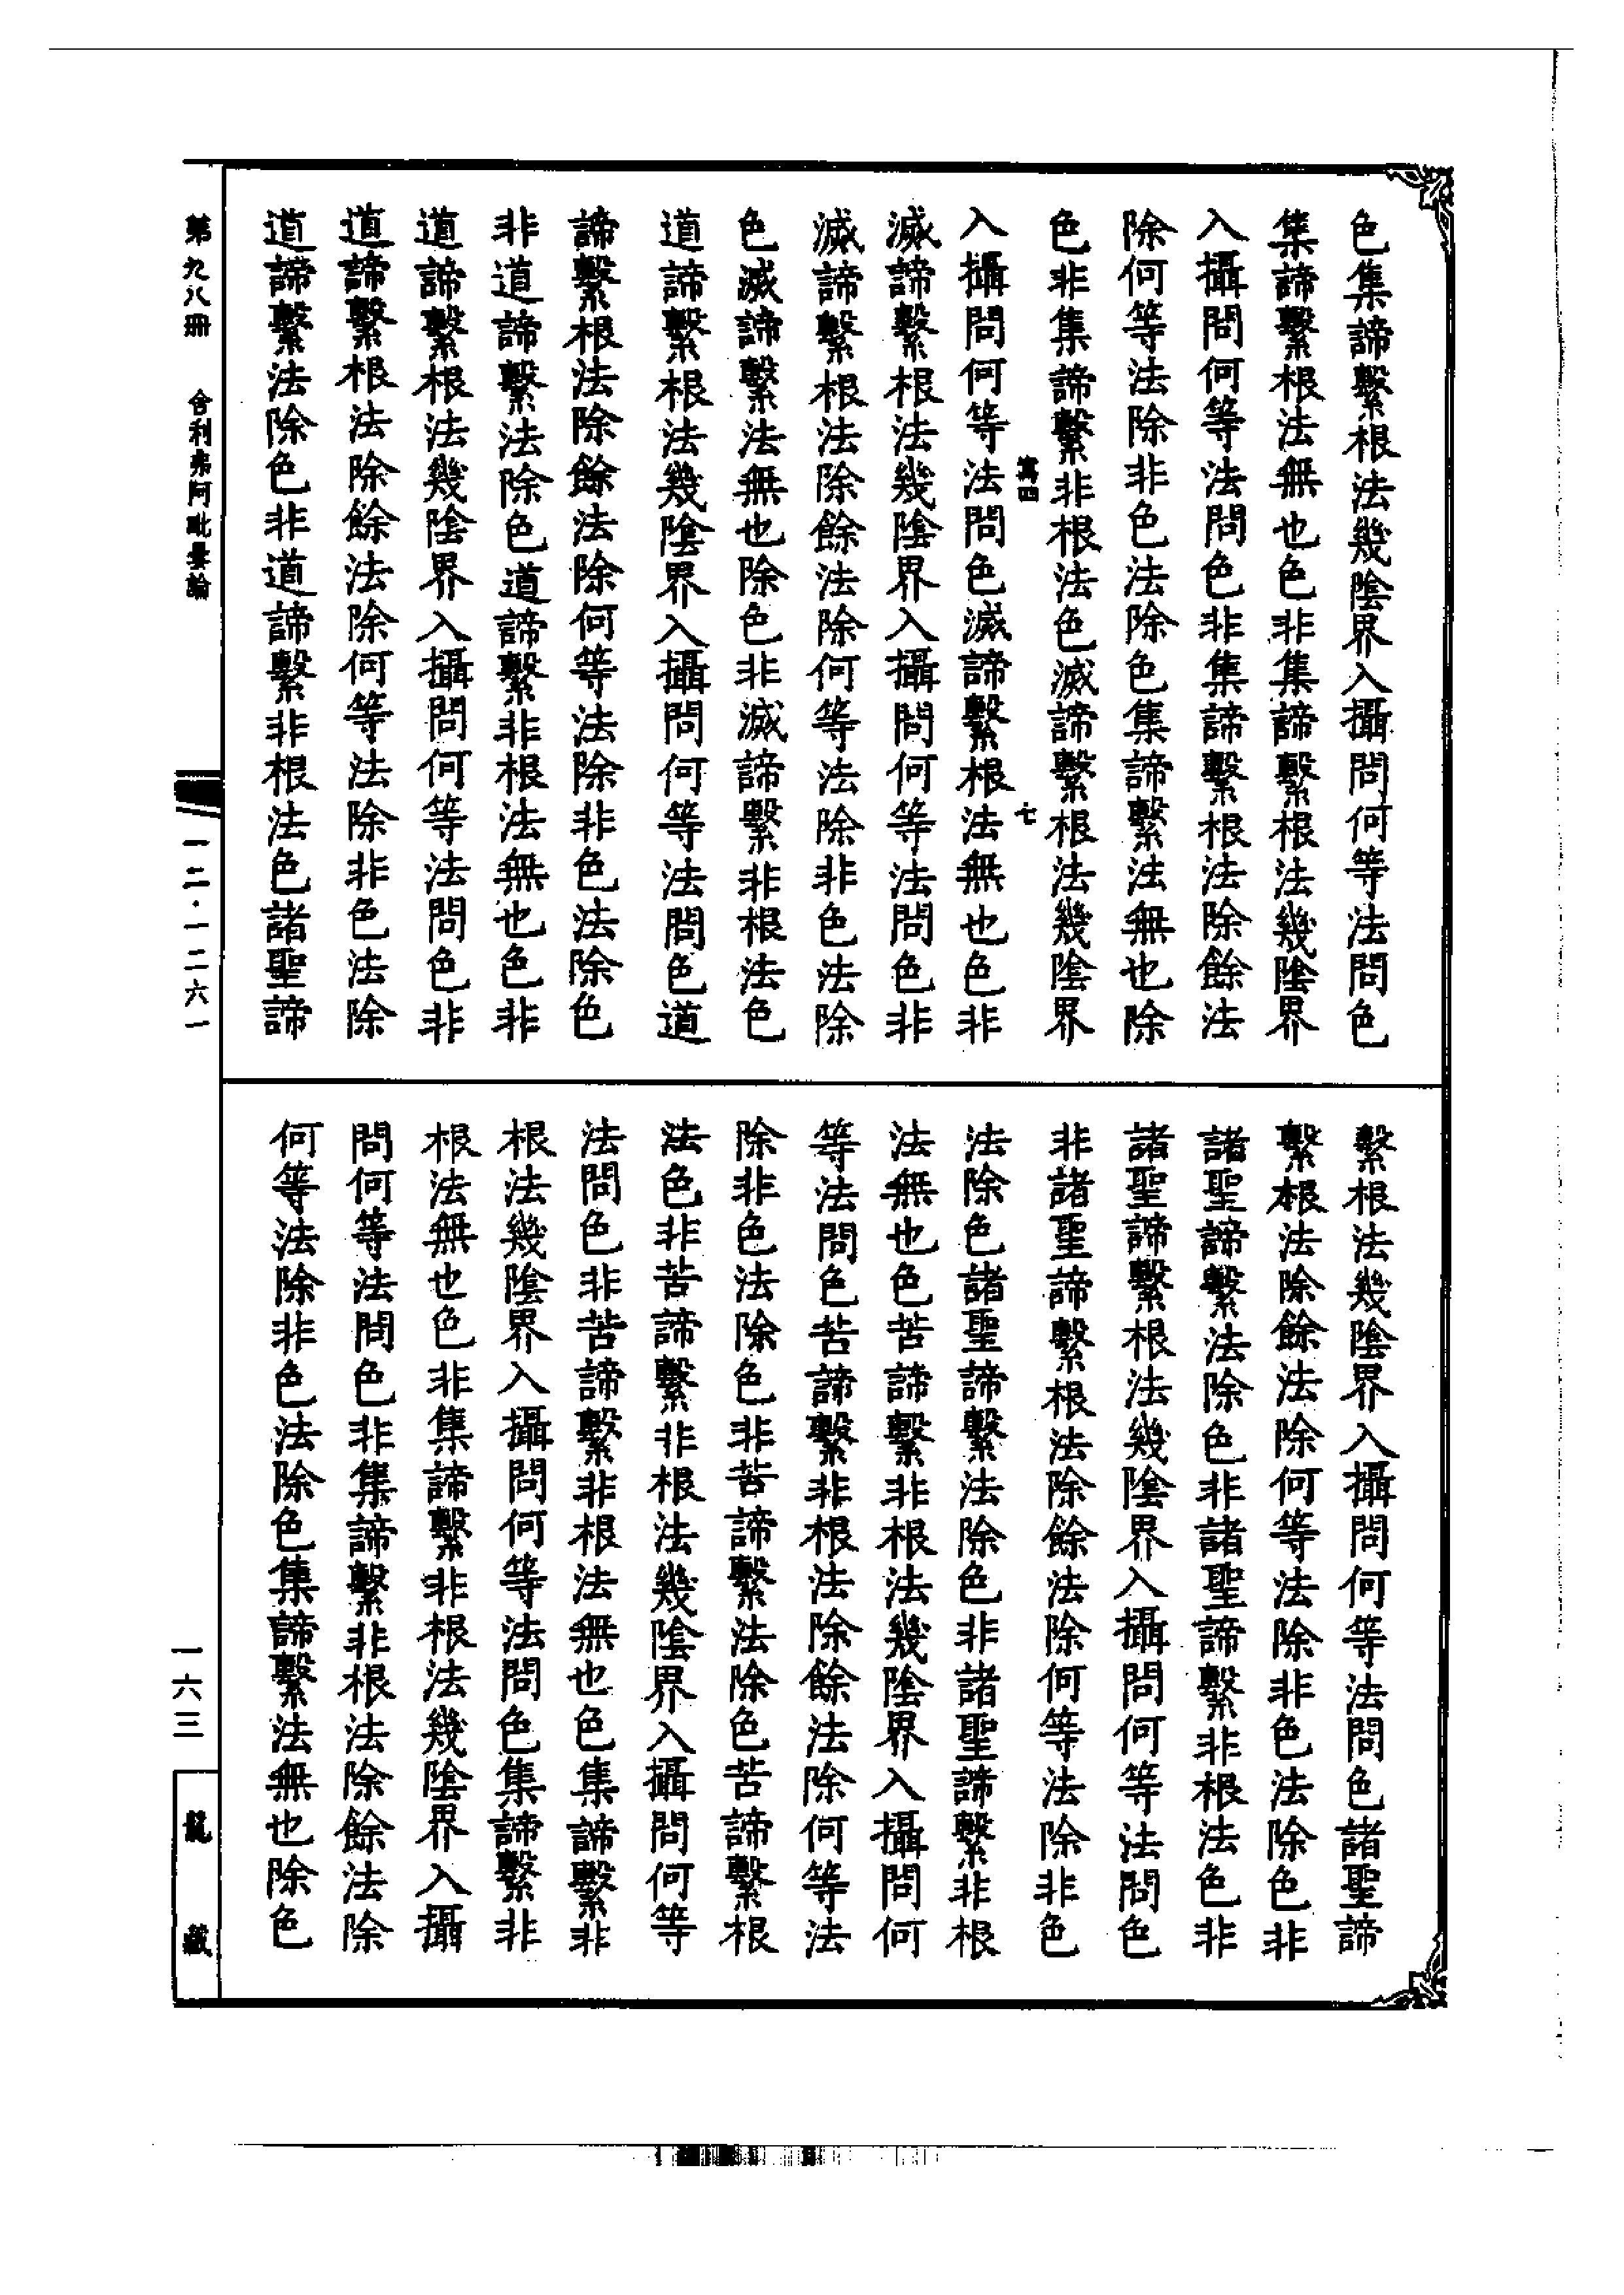 色集諦繫根法幾陰界入攝問何等法問色
集諦繫根法無也色非集諦繫根法幾陰界
入攝問何等法問色非集諦繫根法除餘法
除何等法除非色法除色集諦繫法無也除
色非集諦繫非根法色滅諦繫根法幾陰界
入攝問何等法問色滅諦繫根法無也色非
滅諦繫根法幾陰界入攝問何等法問色非
滅諦繫根法除餘法除何等法除非色法除
色滅諦繫法無也除色非滅諦繫非根法色
道諦繫根法幾陰界入攝問何等法問色道
諦繫根法除餘法除何等法除非色法除色
非道諦繫法除色道諦繫非根法無也色非
道諦繫根法幾陰界入攝問何等法問色非
道諦繫根法除餘法除何等法除非色法除
道諦繫法除色非道諦繫非根法色諸聖諦
繫根法幾陰界入攝問何等法問色諸聖諦
繫根法除餘法除何等法除非色法除色非
諸聖諦繫法除色非諸聖諦繫非根法色非
諸聖諦繫根法幾陰界入攝問何等法問色
非諸聖諦繫根法除餘法除何等法除非色
法除色諸聖諦繫法除色非諸聖諦繫非根
法無也色苦諦繫非根法幾陰界入攝問何
等法問色苦諦繫非根法除餘法除何等法
除非色法除色非苦諦繫法除色苦諦繫根
法色非苦諦繫非根法幾陰界入攝問何等
法問色非苦諦繫非根法無也色集諦繫非
根法幾陰界入攝問何等法問色集諦繫非
根法無也色非集諦繫非根法幾陰界入攝
問何等法問色非集諦繫非根法除餘法除
何等法除非色法除色集諦繫法無也除色
七
第九八冊 舍利弗阿毗曇論
一二·一二六一
一六三
龍藏